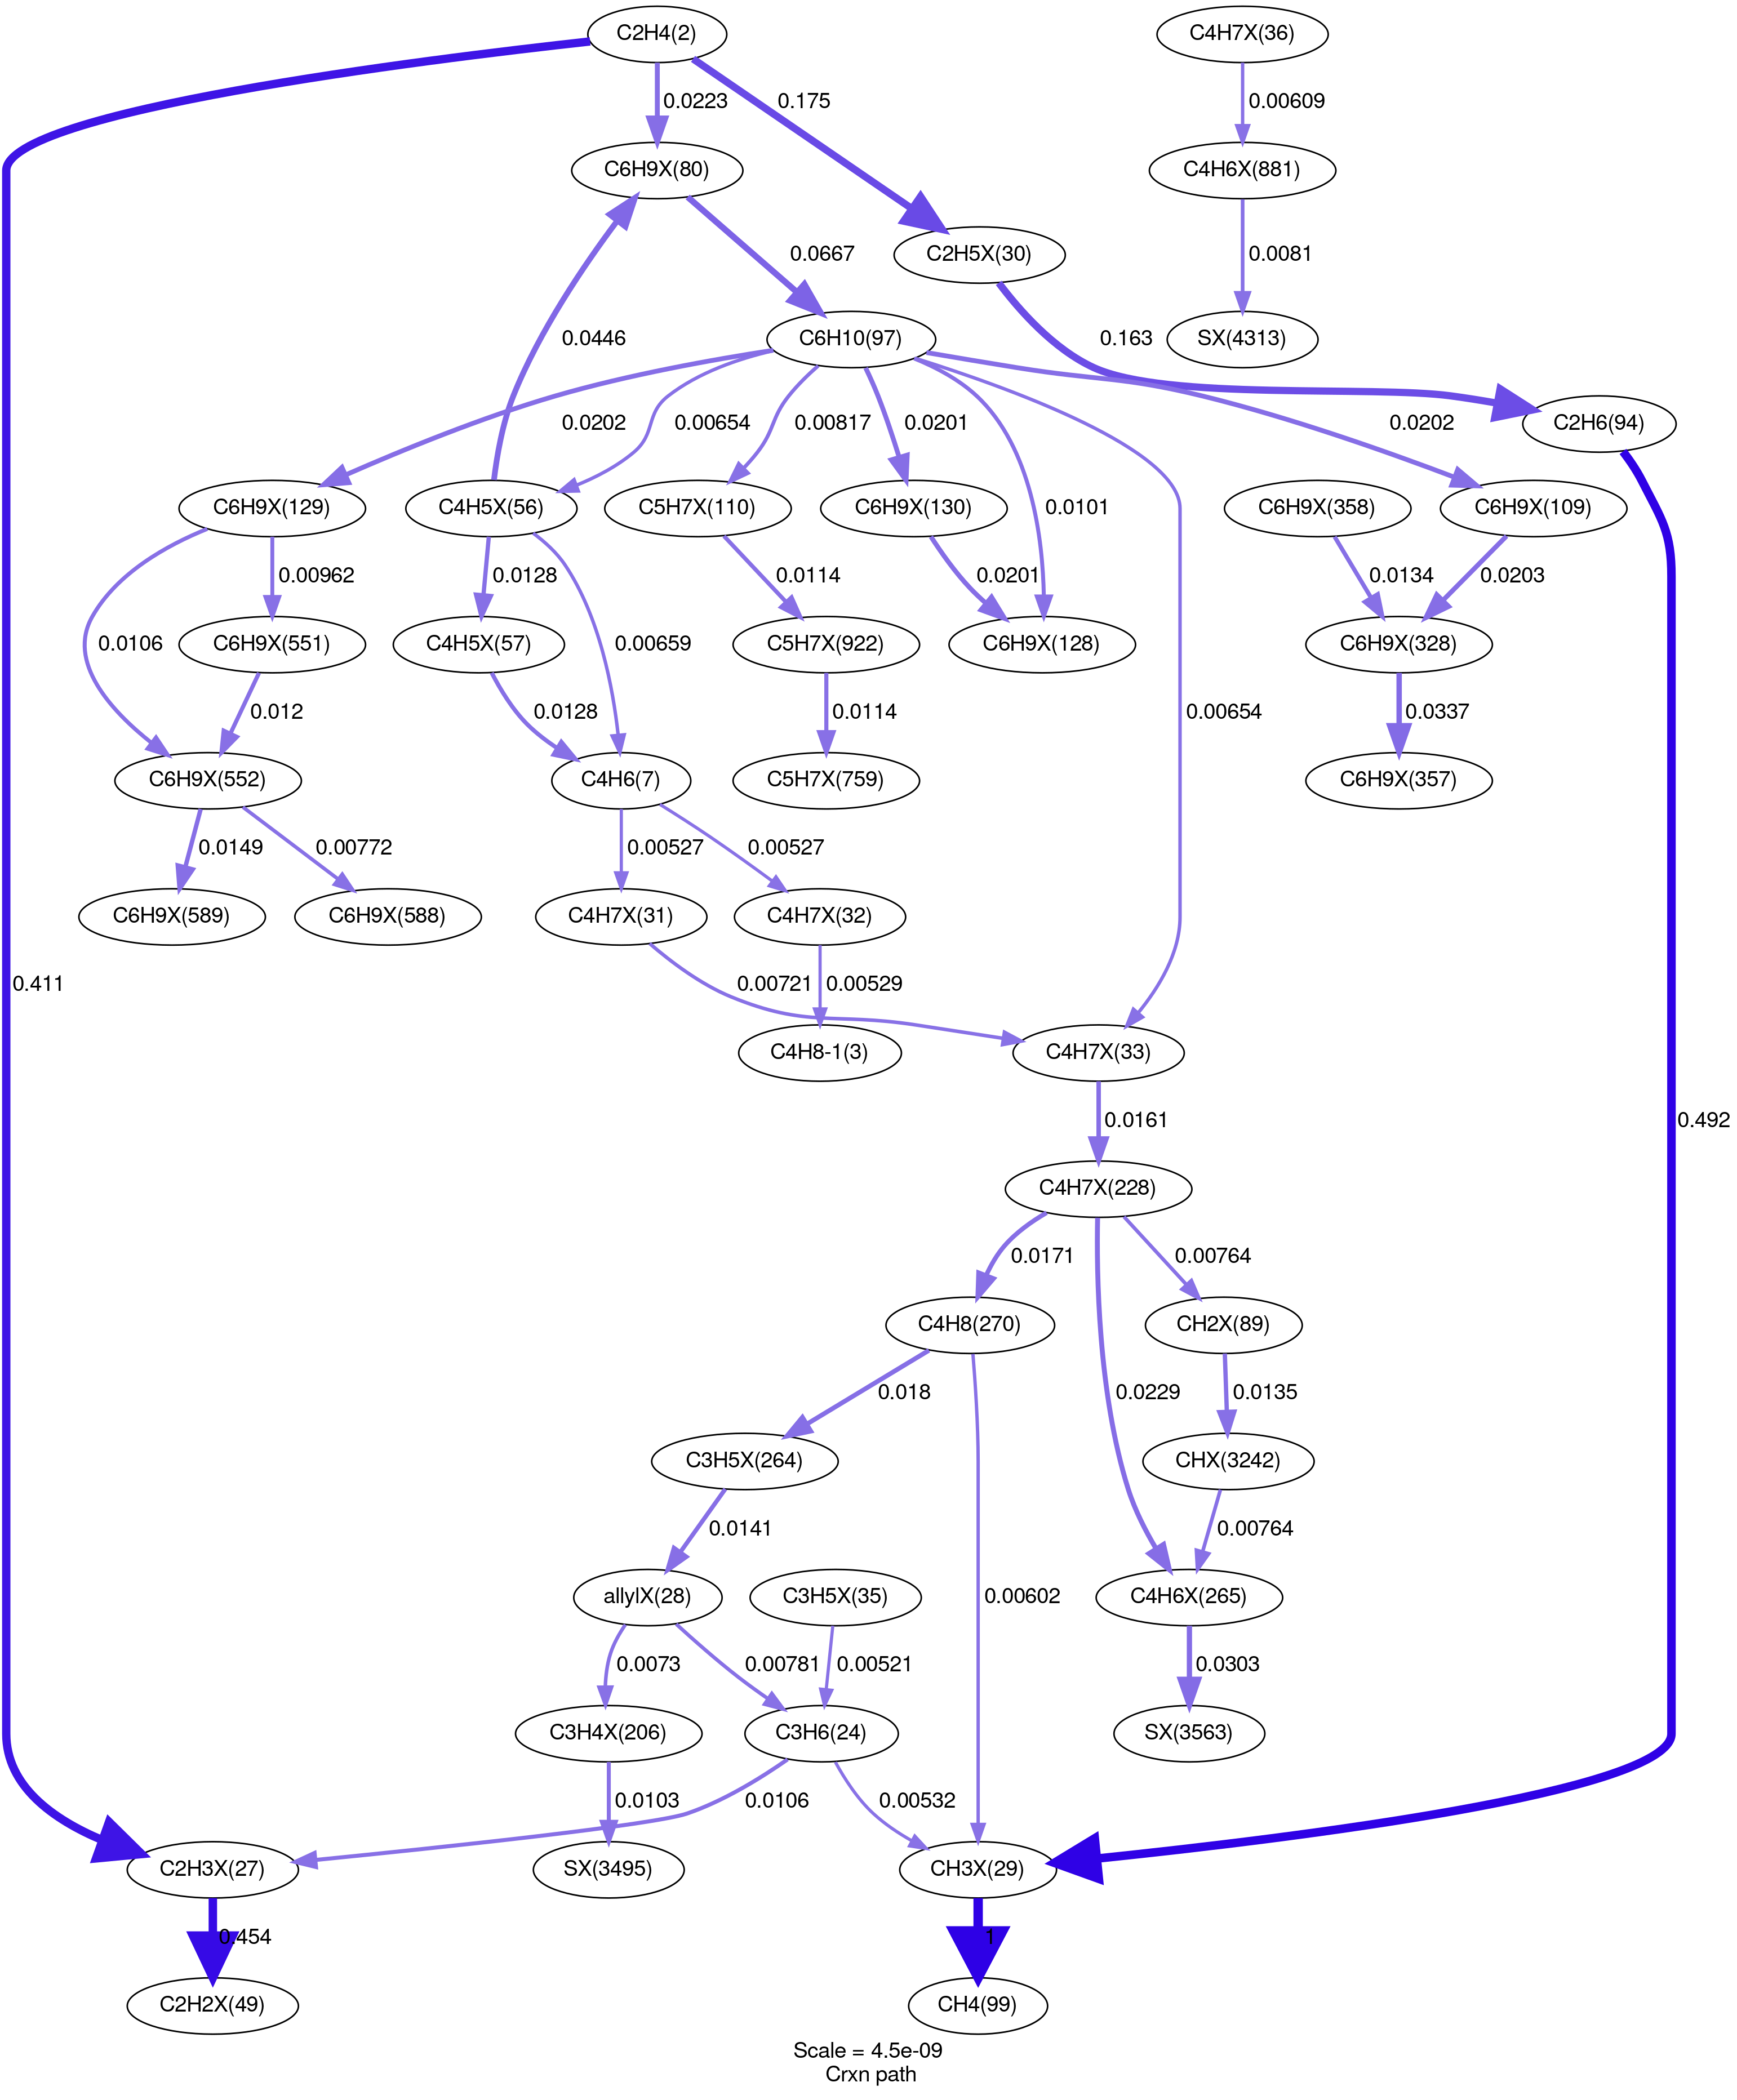 C2H4(2)
C4H7X(36)
0.0223
0.175
0.00609
C6H9X(80)
C4H6X(881)
C2H5X(30)
0.0667
0.0081
0.0446
C6H10(97)
0.163
SX(4313)
0.0202
0.00654
0.00817
0.0201
0.0101
0.0202
C2H6(94)
C6H9X(129)
C4H5X(56)
C5H7X(110)
C6H9X(130)
C6H9X(358)
C6H9X(109)
0.00962
0.0128
0.0114
0.0201
0.0134
0.0203
0.0106
C6H9X(551)
C4H5X(57)
0.00659
C5H7X(922)
C6H9X(128)
C6H9X(328)
0.012
0.0128
0.0114
0.00654
0.0337
C6H9X(552)
C4H6(7)
C5H7X(759)
C6H9X(357)
0.0149
0.00772
0.00527
0.00527
C6H9X(589)
C6H9X(588)
C4H7X(31)
C4H7X(32)
0.411
0.00721
0.00529
C4H8-1(3)
C4H7X(33)
0.0161
0.492
C4H7X(228)
0.0171
0.00764
C4H8(270)
CH2X(89)
0.018
0.0229
0.0135
C3H5X(264)
CHX(3242)
0.0141
0.00764
allylX(28)
C3H5X(35)
0.00602
C4H6X(265)
0.0073
0.00781
0.00521
0.0303
C3H4X(206)
C3H6(24)
SX(3563)
0.0103
0.0106
0.00532
C2H3X(27)
SX(3495)
CH3X(29)
0.454
1
C2H2X(49)
CH4(99)
Scale = 4.5e-09
Crxn path